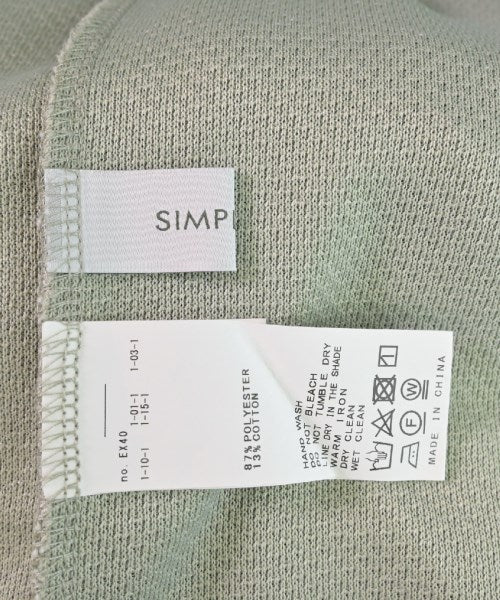 SIMPL
no. EX40
1-10-1
1-01-1
1-15-1
1-03-1
87% POLYESTER
13% COTTON
HAND WASH
DO NOT BLEACH
DO NOT TUMBLE DRY
LINE DRY IN THE SHADE
WARM IRON
DRY CLEAN
WET CLEAN
F
W
MADE IN CHINA